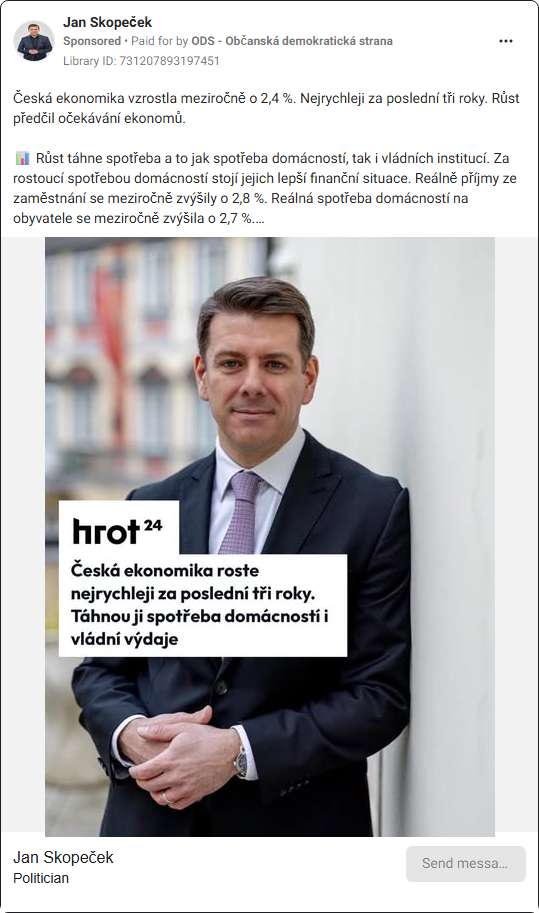 Jan Skopeček
Sponsored • Paid for by ODS - Občanská demokratická strana
Library ID: 731207893197451
Česká ekonomika vzrostla meziročně o 2,4 %. Nejrychleji za poslední tři roky. Růst
předčil očekávání ekonomů.
📊 Růst táhne spotřeba a to jak spotřeba domácností, tak i vládních institucí. Za
rostoucí spotřebou domácností stojí jejich lepší finanční situace. Reálně příjmy ze
zaměstnání se meziročně zvýšily o 2,8 %. Reálná spotřeba domácností na
obyvatele se meziročně zvýšila o 2,7 %....
hrot24
Česká ekonomika roste
nejrychleji za poslední tři roky.
Táhnou ji spotřeba domácností i
vládní výdaje
Jan Skopeček
Politician
Send messa...